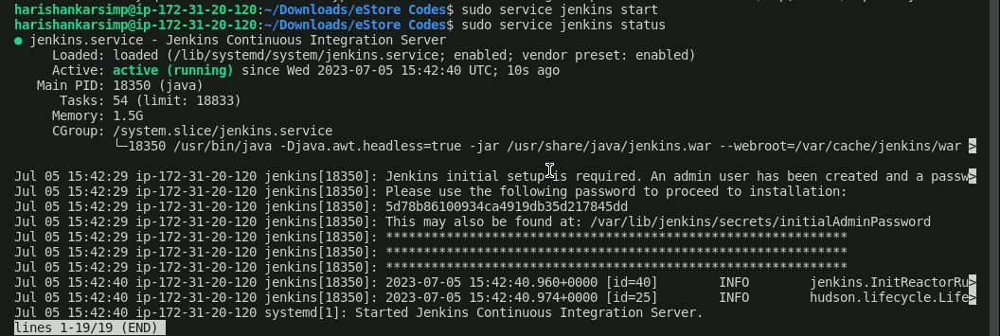 harishankarsimp@ip-172-31-20-120:~/Downloads/eStore Codes$ sudo service jenkins start
harishankarsimp@ip-172-31-20-120:~/Downloads/eStore Codes$ sudo service jenkins status
● jenkins.service - Jenkins Continuous Integration Server
     Loaded: loaded (/lib/systemd/system/jenkins.service; enabled; vendor preset: enabled)
     Active: active (running) since Wed 2023-07-05 15:42:40 UTC; 10s ago
   Main PID: 18350 (java)
      Tasks: 54 (limit: 18833)
     Memory: 1.5G
     CGroup: /system.slice/jenkins.service
             └─18350 /usr/bin/java -Djava.awt.headless=true -jar /usr/share/java/jenkins.war --webroot=/var/cache/jenkins/war >
Jul 05 15:42:29 ip-172-31-20-120 jenkins[18350]: Jenkins initial setup is required. An admin user has been created and a passw>
Jul 05 15:42:29 ip-172-31-20-120 jenkins[18350]: Please use the following password to proceed to installation:
Jul 05 15:42:29 ip-172-31-20-120 jenkins[18350]: 5d78b86100934ca4919db35d217845dd
Jul 05 15:42:29 ip-172-31-20-120 jenkins[18350]: This may also be found at: /var/lib/jenkins/secrets/initialAdminPassword
Jul 05 15:42:29 ip-172-31-20-120 jenkins[18350]: *************************************************************
Jul 05 15:42:29 ip-172-31-20-120 jenkins[18350]: *************************************************************
Jul 05 15:42:29 ip-172-31-20-120 jenkins[18350]: *************************************************************
Jul 05 15:42:40 ip-172-31-20-120 jenkins[18350]: 2023-07-05 15:42:40.960+0000 [id=40]        INFO        jenkins.InitReactorRu>
Jul 05 15:42:40 ip-172-31-20-120 jenkins[18350]: 2023-07-05 15:42:40.974+0000 [id=25]        INFO        hudson.lifecycle.Life>
Jul 05 15:42:40 ip-172-31-20-120 systemd[1]: Started Jenkins Continuous Integration Server.
lines 1-19/19 (END)